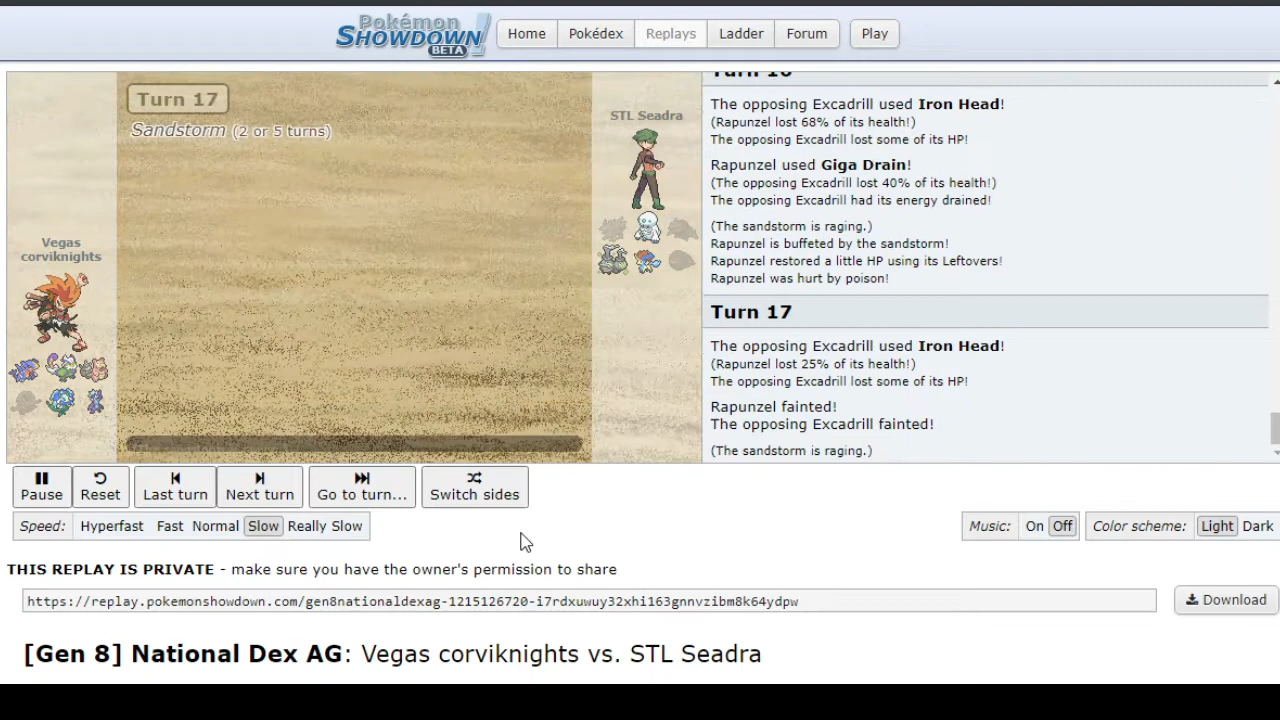 Pokémon
SHOWDOWN
BETA
Home
Pokédex
Replays
Ladder
Forum
Play
Turn 17
Sandstorm (2 or 5 turns)
Vegas
corviknights
STL Seadra
Turn 16
The opposing Excadrill used Iron Head!
(Rapunzel lost 68% of its health!)
The opposing Excadrill lost some of its HP!
Rapunzel used Giga Drain!
(The opposing Excadrill lost 40% of its health!)
The opposing Excadrill had its energy drained!
(The sandstorm is raging.)
Rapunzel is buffeted by the sandstorm!
Rapunzel restored a little HP using its Leftovers!
Rapunzel was hurt by poison!
Turn 17
The opposing Excadrill used Iron Head!
(Rapunzel lost 25% of its health!)
The opposing Excadrill lost some of its HP!
Rapunzel fainted!
The opposing Excadrill fainted!
(The sandstorm is raging.)
Pause
Reset
Last turn
Next turn
Go to turn...
Switch sides
Speed: Hyperfast Fast Normal Slow Really Slow
Music: On Off
Color scheme: Light Dark
THIS REPLAY IS PRIVATE - make sure you have the owner's permission to share
https://replay.pokemonshowdown.com/gen8nationaldexag-1215126720-i7rdxuwuy32xhi163gnnvzibm8k64ydpw
Download
[Gen 8] National Dex AG: Vegas corviknights vs. STL Seadra